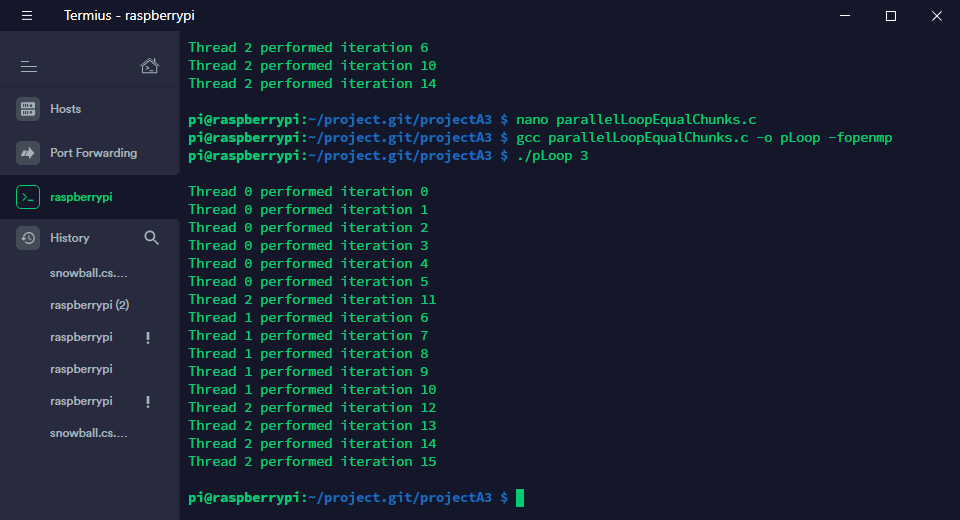 Termius - raspberrypi
Hosts
Port Forwarding
raspberrypi
History
snowball.cs....
raspberrypi (2)
raspberrypi !
raspberrypi
raspberrypi !
snowball.cs....
Thread 2 performed iteration 6
Thread 2 performed iteration 10
Thread 2 performed iteration 14
pi@raspberrypi:~/project.git/projectA3 $ nano parallelLoopEqualChunks.c
pi@raspberrypi:~/project.git/projectA3 $ gcc parallelLoopEqualChunks.c -o pLoop -fopenmp
pi@raspberrypi:~/project.git/projectA3 $ ./pLoop 3
Thread 0 performed iteration 0
Thread 0 performed iteration 1
Thread 0 performed iteration 2
Thread 0 performed iteration 3
Thread 0 performed iteration 4
Thread 0 performed iteration 5
Thread 2 performed iteration 11
Thread 1 performed iteration 6
Thread 1 performed iteration 7
Thread 1 performed iteration 8
Thread 1 performed iteration 9
Thread 1 performed iteration 10
Thread 2 performed iteration 12
Thread 2 performed iteration 13
Thread 2 performed iteration 14
Thread 2 performed iteration 15
pi@raspberrypi:~/project.git/projectA3 $